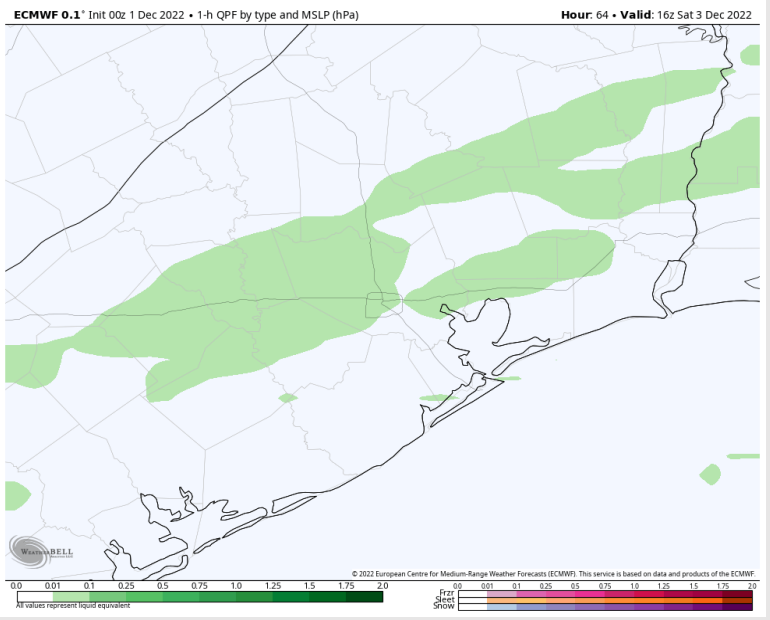 ECMWF 0.1° Init 00z 1 Dec 2022 • 1-h QPF by type and MSLP (hPa) Hour: 64 • Valid: 16z Sat 3 Dec 2022
WEATHERBELL
© 2022 European Centre for Medium-Range Weather Forecasts (ECMWF). This service is based on data and products of the ECMWF.
0.0 0.01 0.1 0.25 0.5 0.75 1.0 1.25 1.5 1.75 2.0
All values represent liquid equivalent
0.0 0.01 0.1 0.25 0.5 0.75 1.0 1.25 1.5 1.75 2.0
Frzr
Sleet
Snow